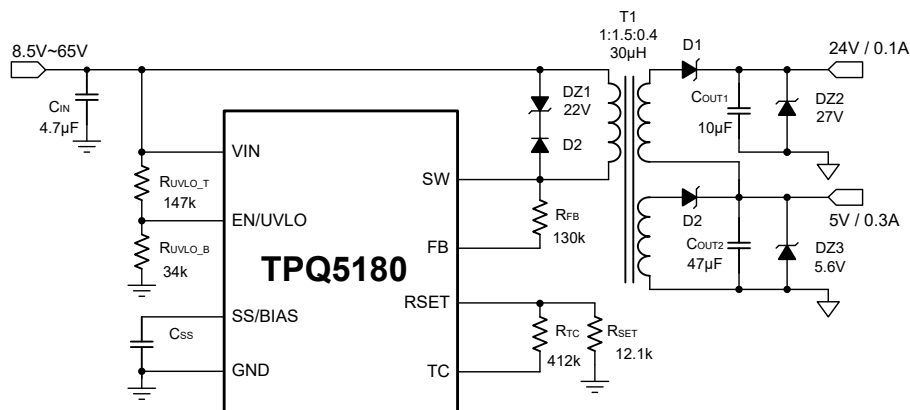 T1
1:1.5:0.4
30µH
8.5V~65V
D1
24V / 0.1A
CIN
4.7µF
DZ1
22V
COUT1
10µF
DZ2
27V
D2
VIN
SW
RUVLO_T
147k
EN/UVLO
RFB
130k
D2
5V / 0.3A
RUVLO_B
34k
FB
COUT2
47µF
DZ3
5.6V
TPQ5180
RSET
SS/BIAS
CSS
RTC
412k
RSET
12.1k
GND
TC